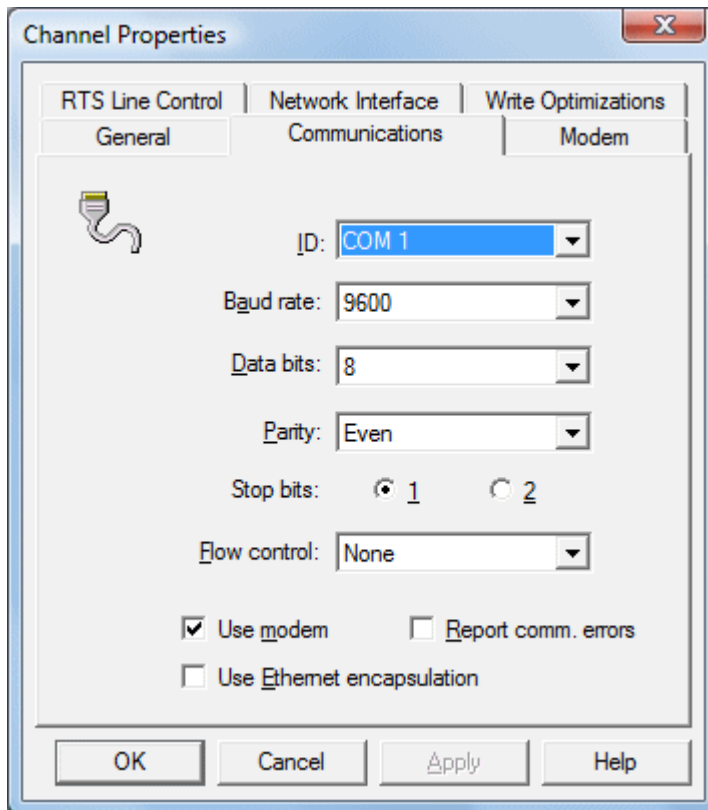 Channel Properties
RTS Line Control Network Interface Write Optimizations
General Communications Modem
ID: COM 1
Baud rate: 9600
Data bits: 8
Parity: Even
Stop bits: 1 2
Flow control: None
Use modem Report comm. errors
Use Ethernet encapsulation
OK Cancel Apply Help